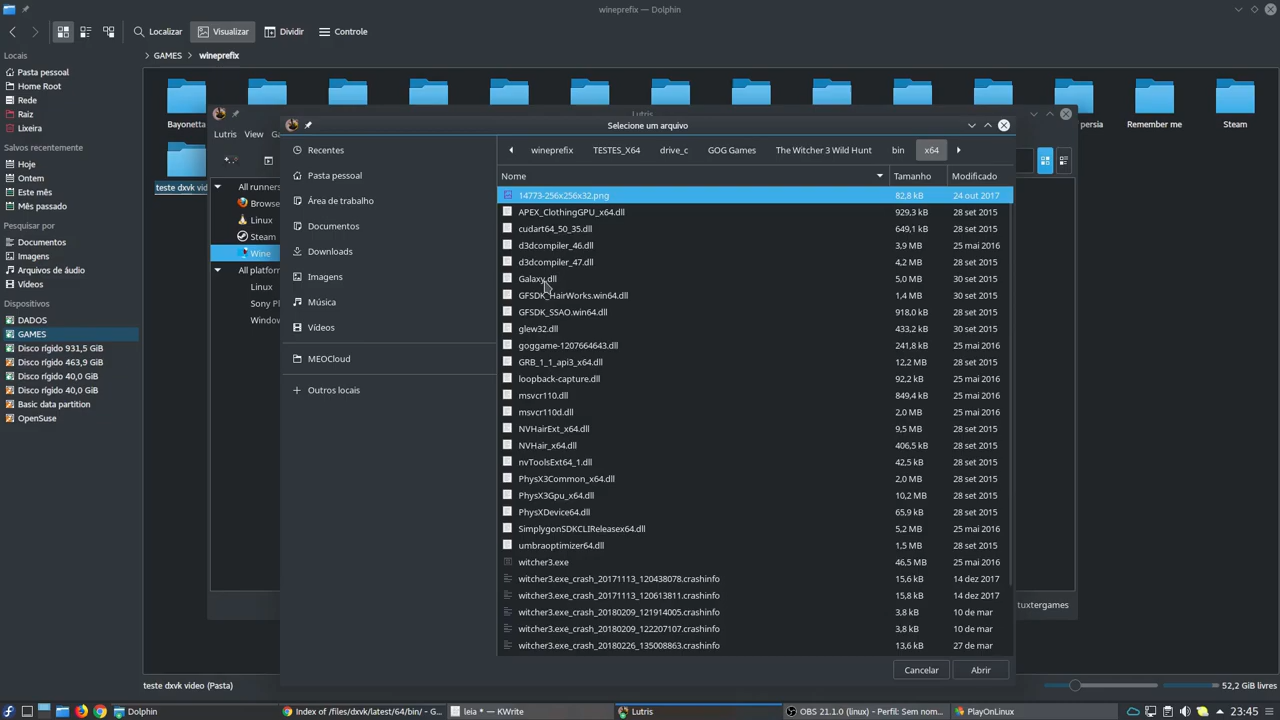 wineprefix — Dolphin
Localizar
Visualizar
Dividir
Controle
Locais
GAMES
wineprefix
Pasta pessoal
Home Root
Rede
Raiz
Lixeira
Salvos recentemente
Hoje
Ontem
Este mês
Mês passado
Pesquisar por
Documentos
Imagens
Arquivos de áudio
Vídeos
Dispositivos
DADOS
GAMES
Disco rígido 931,5 GiB
Disco rígido 463,9 GiB
Disco rígido 40,0 GiB
Disco rígido 40,0 GiB
Basic data partition
OpenSuse
Bayonetta
persia
Remember me
Steam
teste dxvk video
Lutris
Lutris View
All runners
Browse
Linux
Steam
Wine
All platfor
Linux
Sony Pl
Window
tuxtergames
Selecione um arquivo
Recentes
Pasta pessoal
Área de trabalho
Documentos
Downloads
Imagens
Música
Vídeos
MEOCloud
Outros locais
wineprefix TESTES_X64 drive_c GOG Games The Witcher 3 Wild Hunt bin x64
Nome Tamanho Modificado
14773-256x256x32.png 82,8 kB 24 out 2017
APEX_ClothingGPU_x64.dll 929,3 kB 28 set 2015
cudart64_50_35.dll 649,1 kB 28 set 2015
d3dcompiler_46.dll 3,9 MB 25 mai 2016
d3dcompiler_47.dll 4,2 MB 28 set 2015
Galaxy.dll 5,0 MB 30 set 2015
GFSDK_HairWorks.win64.dll 1,4 MB 30 set 2015
GFSDK_SSAO.win64.dll 918,0 kB 28 set 2015
glew32.dll 433,2 kB 30 set 2015
goggame-1207664643.dll 241,8 kB 30 set 2015
GRB_1_1_api3_x64.dll 12,2 MB 28 set 2015
loopback-capture.dll 92,2 kB 25 mai 2016
msvcr110.dll 849,4 kB 25 mai 2016
msvcr110d.dll 2,0 MB 25 mai 2016
NVHairExt_x64.dll 9,5 MB 28 set 2015
NVHair_x64.dll 406,5 kB 28 set 2015
nvToolsExt64_1.dll 42,5 kB 28 set 2015
PhysX3Common_x64.dll 2,0 MB 28 set 2015
PhysX3Gpu_x64.dll 10,2 MB 28 set 2015
PhysXDevice64.dll 65,9 kB 28 set 2015
SimplygonSDKCLIReleasex64.dll 5,2 MB 25 mai 2016
umbraoptimizer64.dll 1,5 MB 28 set 2015
witcher3.exe 46,5 MB 25 mai 2016
witcher3.exe_crash_20171113_120438078.crashinfo 15,6 kB 14 dez 2017
witcher3.exe_crash_20171113_120613811.crashinfo 15,8 kB 14 dez 2017
witcher3.exe_crash_20180209_121914005.crashinfo 3,8 kB 10 de mar
witcher3.exe_crash_20180209_122207107.crashinfo 3,8 kB 10 de mar
witcher3.exe_crash_20180226_135008863.crashinfo 13,6 kB 27 de mar
Cancelar
Abrir
teste dxvk video (Pasta)
52,2 GiB livres
Dolphin
Index of /files/dxvk/latest/64/bin/ - G...
leia * — KWrite
Lutris
OBS 21.1.0 (linux) - Perfil: Sem nom...
PlayOnLinux
23:45